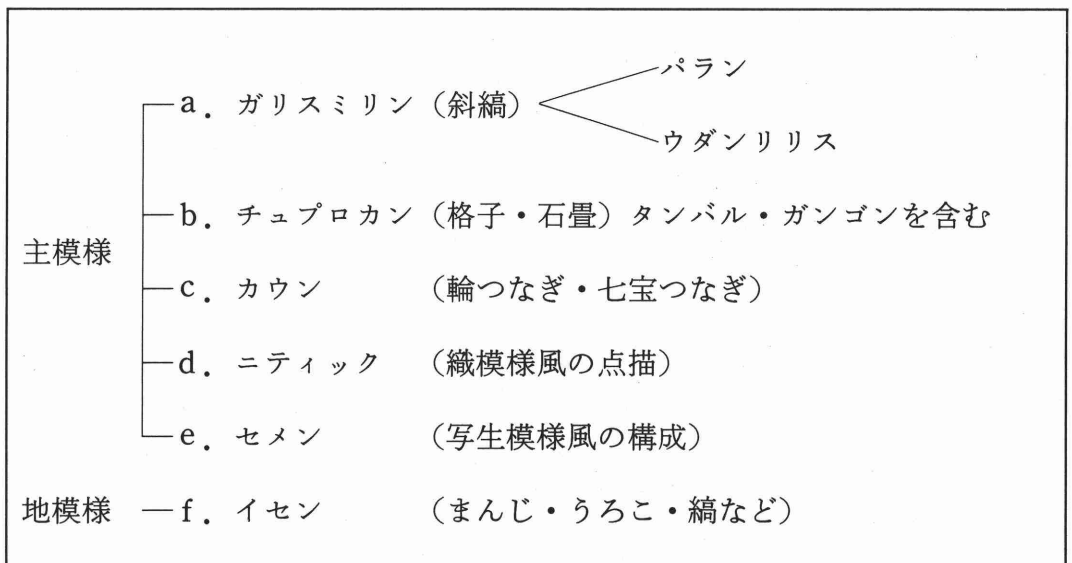 パラン
a. ガリスミリン（斜縞）
ウダンリリス
b. チュプロカン（格子・石畳）タンバル・ガンゴンを含む
主模様
c. カウン（輪つなぎ・七宝つなぎ）
d. ニティック（織模様風の点描）
e. セメン（写生模様風の構成）
地模様 f. イセン（まんじ・うろこ・縞など）